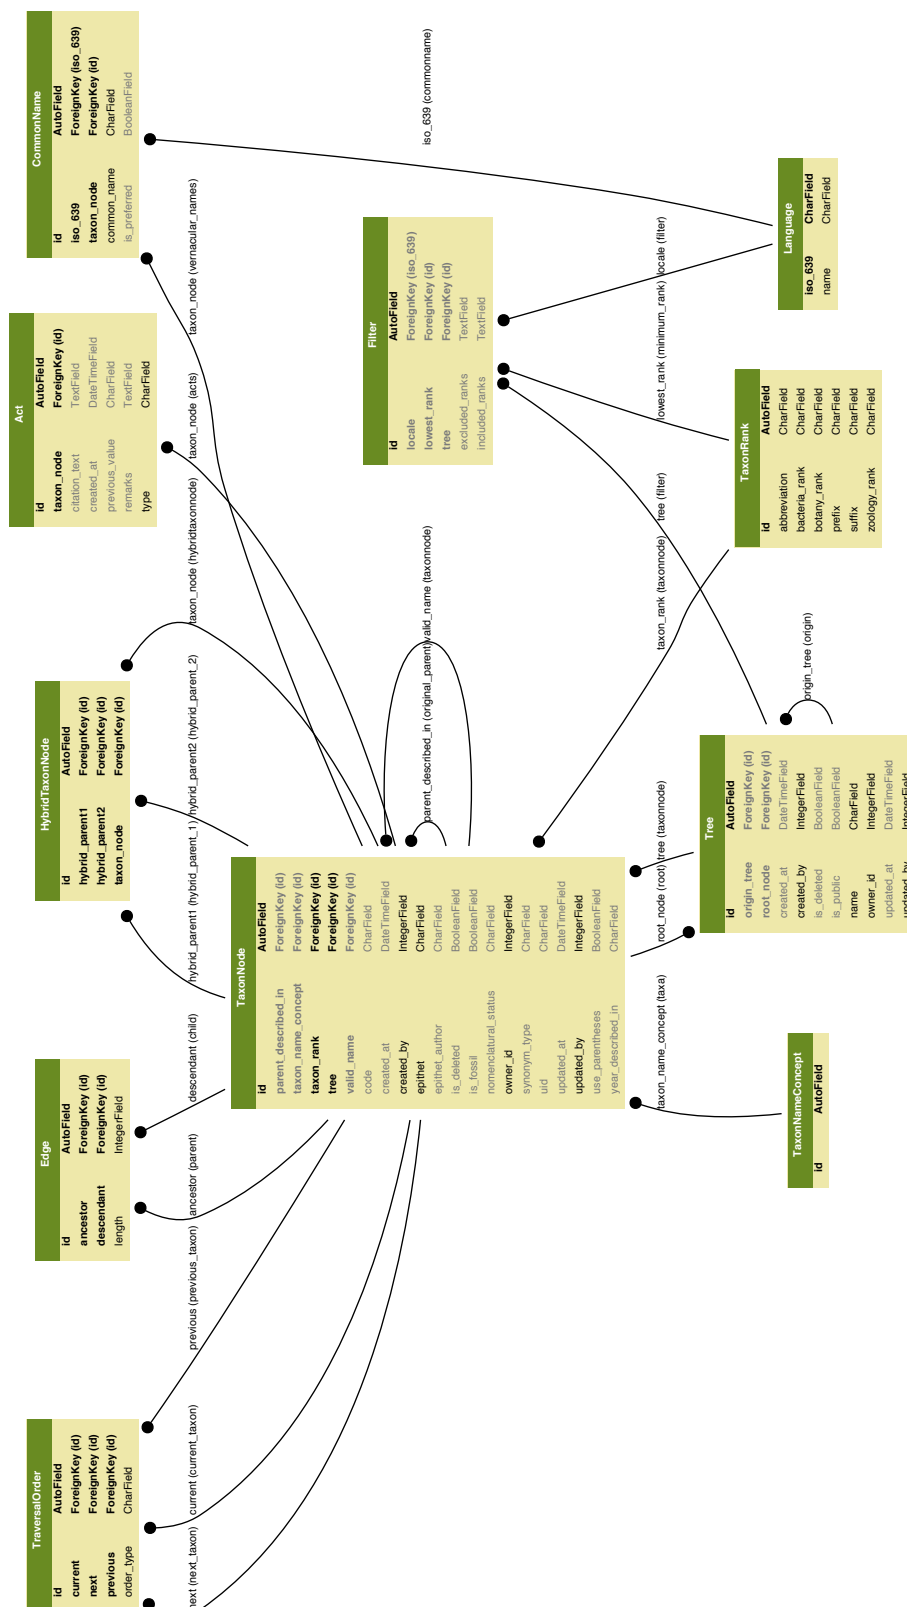 CommonName
id AutoField
iso_639 ForeignKey (iso_639)
taxon_node ForeignKey (id)
common_name CharField
is_preferred BooleanField
Act
id AutoField
taxon_node ForeignKey (id)
citation_text TextField
created_at DateTimeField
previous_value CharField
remarks TextField
type CharField
HybridTaxonNode
id AutoField
hybrid_parent1 ForeignKey (id)
hybrid_parent2 ForeignKey (id)
taxon_node ForeignKey (id)
Edge
id AutoField
ancestor ForeignKey (id)
descendant ForeignKey (id)
length IntegerField
TraversalOrder
id AutoField
current ForeignKey (id)
next ForeignKey (id)
previous ForeignKey (id)
order_type CharField
taxon_node (vernacular_names)
taxon_node (acts)
taxon_node (hybridtaxonnode)
hybrid_parent2 (hybrid_parent_2)
hybrid_parent1 (hybrid_parent_1)
descendant (child)
ancestor (parent)
previous (previous_taxon)
current (current_taxon)
next (next_taxon)
Filter
id AutoField
locale ForeignKey (iso_639)
lowest_rank ForeignKey (id)
tree ForeignKey (id)
excluded_ranks TextField
included_ranks TextField
TaxonNode
id AutoField
parent_described_in ForeignKey (id)
taxon_name_concept ForeignKey (id)
taxon_rank ForeignKey (id)
tree ForeignKey (id)
valid_name ForeignKey (id)
code CharField
created_at DateTimeField
created_by IntegerField
epithet CharField
epithet_author CharField
is_deleted BooleanField
is_fossil BooleanField
nomenclatural_status CharField
owner_id IntegerField
synonym_type CharField
uid CharField
updated_at DateTimeField
updated_by IntegerField
use_parentheses BooleanField
year_described_in CharField
iso_639 (commonname)
valid_name (taxonnode)
parent_described_in (original_parent)
locale (filter)
lowest_rank (minimum_rank)
tree (filter)
taxon_rank (taxonnode)
tree (taxonnode)
root_node (root)
taxon_name_concept (taxa)
Language
iso_639 CharField
name CharField
TaxonRank
id AutoField
abbreviation CharField
bacteria_rank CharField
botany_rank CharField
prefix CharField
suffix CharField
zoology_rank CharField
origin_tree (origin)
Tree
id AutoField
origin_tree ForeignKey (id)
root_node ForeignKey (id)
created_at DateTimeField
created_by IntegerField
is_deleted BooleanField
is_public BooleanField
name CharField
owner_id IntegerField
updated_at DateTimeField
updated_by IntegerField
TaxonNameConcept
id AutoField